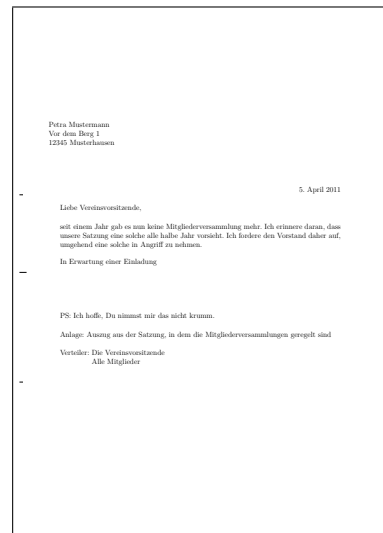 Petra Mustermann
Vor dem Berg 1
12345 Musterhausen
5. April 2011
Liebe Vereinsvorsitzende,
seit einem Jahr gab es nun keine Mitgliederversammlung mehr. Ich erinnere daran, dass
unsere Satzung eine solche alle halbe Jahr vorsieht. Ich fordere den Vorstand daher auf,
umgehend eine solche in Angriff zu nehmen.
In Erwartung einer Einladung
PS: Ich hoffe, Du nimmst mir das nicht krumm.
Anlage: Auszug aus der Satzung, in dem die Mitgliederversammlungen geregelt sind
Verteiler: Die Vereinsvorsitzende
Alle Mitglieder